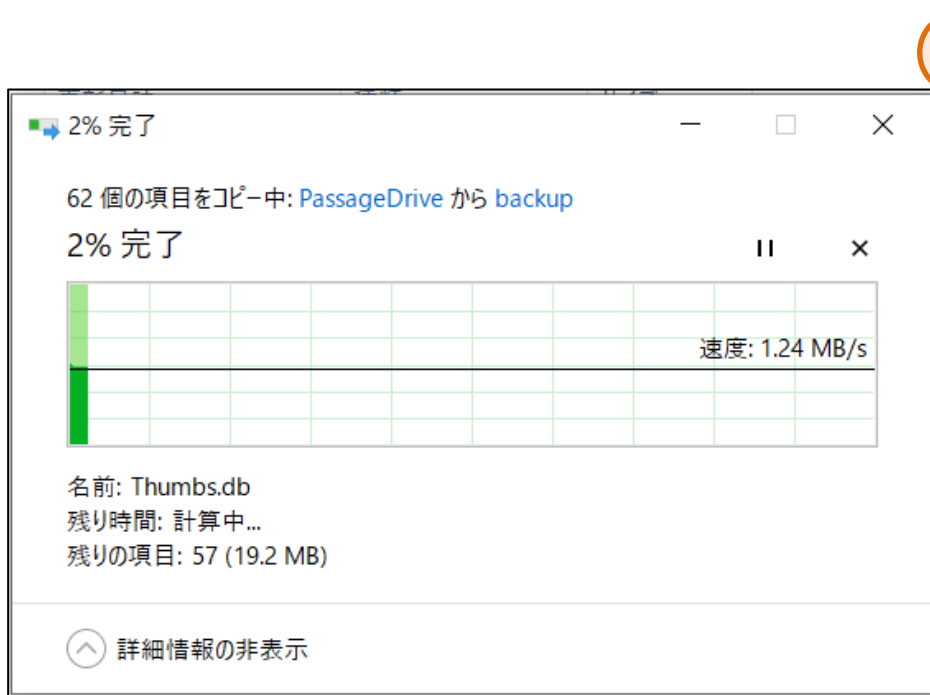 2% 完了
62 個の項目をコピー中: PassageDrive から backup
2% 完了
速度: 1.24 MB/s
名前: Thumbs.db
残り時間: 計算中...
残りの項目: 57 (19.2 MB)
詳細情報の非表示